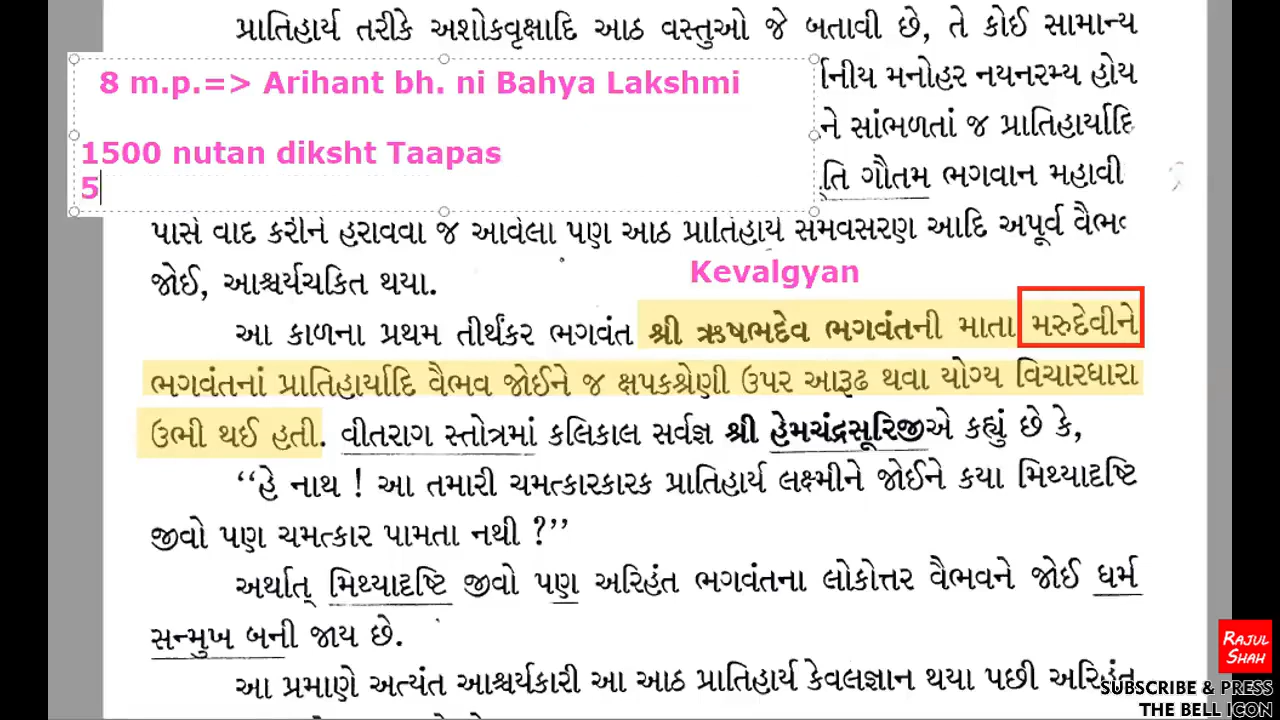 પ્રાતિહાર્ય તરીકે અશોકવૃક્ષાદિ આઠ વસ્તુઓ જે બતાવી છે, તે કોઈ સામાન્ય
8 m.p.=> Arihant bh. ni Bahya Lakshmi
મનોહર નયનરમ્ય હોય
1500 nutan diksht Taapas
ને સાંભળતાં જ પ્રાતિહાર્યાદિ
5
ગૌતમ ભગવાન મહાવી
પાસે વાદ કરીને હરાવવા જ આવેલા પણ આઠ પ્રાતિહાર્ય સમવસરણ આદિ અપૂર્વ વૈભવ
જોઈ, આશ્ચર્યચકિત થયા.
Kevalgyan
આ કાળના પ્રથમ તીર્થંકર ભગવંત શ્રી ઋષભદેવ ભગવંતની માતા મરુદેવીને
ભગવંતનાં પ્રાતિહાર્યાદિ વૈભવ જોઈને જ ક્ષપકશ્રેણી ઉપર આરૂઢ થવા યોગ્ય વિચારધારા
ઉભી થઈ હતી. વીતરાગ સ્તોત્રમાં કલિકાલ સર્વજ્ઞ શ્રી હેમચંદ્રસૂરિજીએ કહ્યું છે કે,
‘‘હે નાથ ! આ તમારી ચમત્કારકારક પ્રાતિહાર્ય લક્ષ્મીને જોઈને કયા મિથ્યાદૃષ્ટિ
જીવો પણ ચમત્કાર પામતા નથી ?’’
અર્થાત્ મિથ્યાદૃષ્ટિ જીવો પણ અરિહંત ભગવંતના લોકોત્તર વૈભવને જોઈ ધર્મ
સન્મુખ બની જાય છે.
આ પ્રમાણે અત્યંત આશ્ચર્યકારી આ આઠ પ્રાતિહાર્ય કેવલજ્ઞાન થયા પછી અરિહંત
RAJUL
SHAH
SUBSCRIBE & PRESS
THE BELL ICON